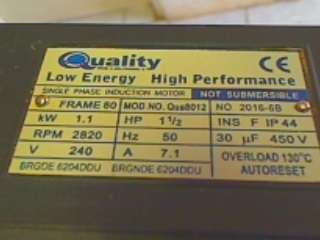 Quality
CE
Low Energy High Performance
SINGLE PHASE INDUCTION MOTOR NOT SUBMERSIBLE
FRAME 80 MOD.NO. Qual8012 NO 2016-6B
kW 1.1 HP 1½ INS F IP 44
RPM 2820 Hz 50 30 µF 450 V
V 240 A 7.1 OVERLOAD 130°C
BRGDE 6204DDU BRGNDE 6204DDU AUTORESET